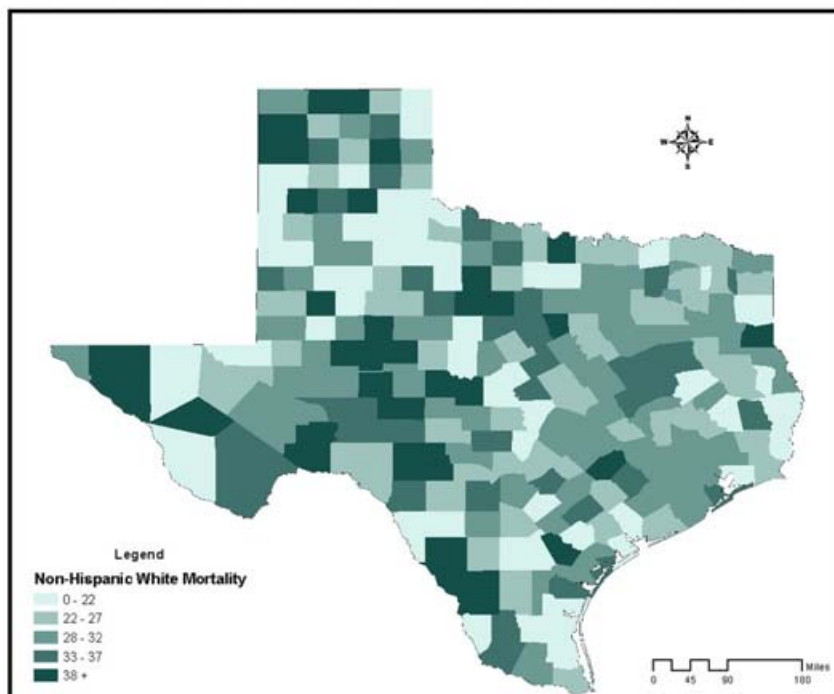 N
W E
S
Legend
Non-Hispanic White Mortality
0 - 22
22 - 27
28 - 32
33 - 37
38 +
Miles
0 45 90 180